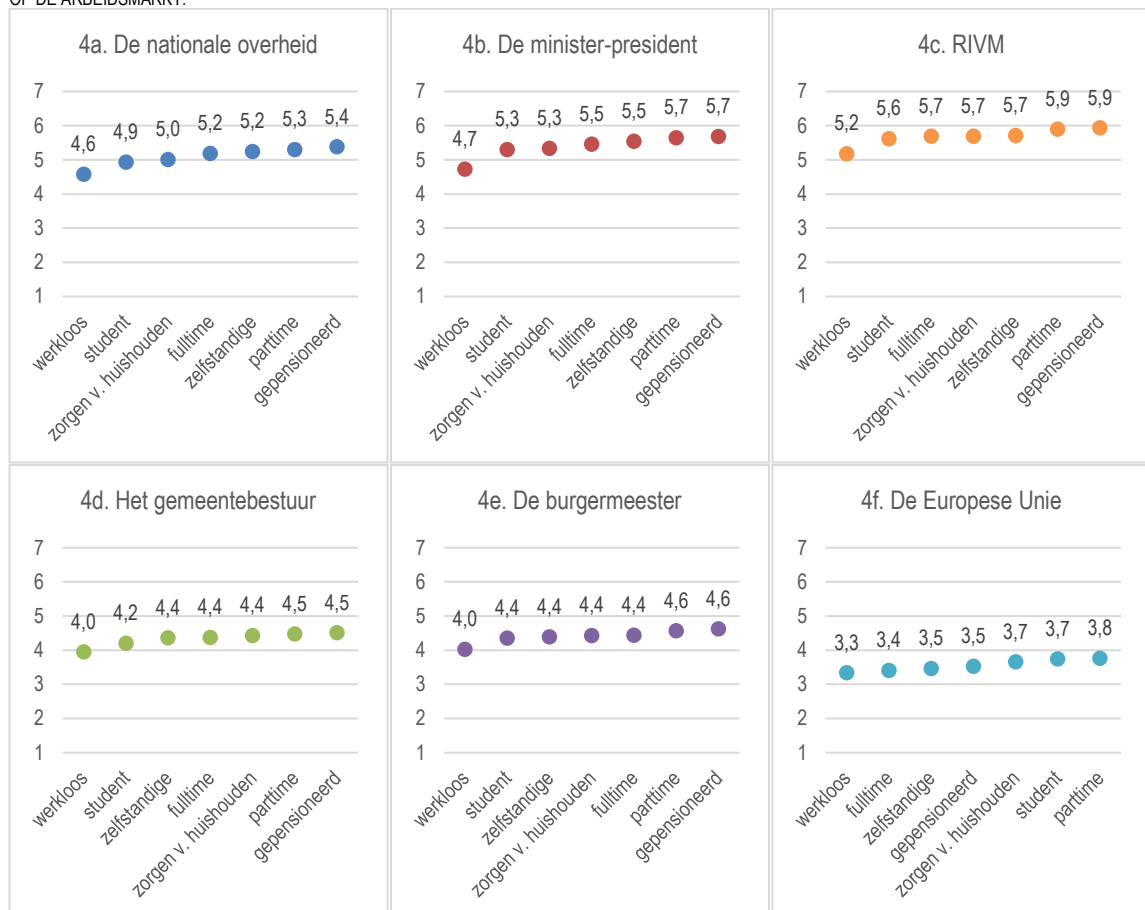 OP DE ARBEIDSMARKT.
4a. De nationale overheid
7
6
5
4
3
2
1
4,6 4,9 5,0 5,2 5,2 5,3 5,4
werkloos
student
zorgen v. huishouden
fulltime
zelfstandige
parttime
gepensioneerd
4b. De minister-president
7
6
5
4
3
2
1
4,7 5,3 5,3 5,5 5,5 5,7 5,7
werkloos
student
zorgen v. huishouden
fulltime
zelfstandige
parttime
gepensioneerd
4c. RIVM
7
6
5
4
3
2
1
5,2 5,6 5,7 5,7 5,7 5,9 5,9
werkloos
student
fulltime
zorgen v. huishouden
zelfstandige
parttime
gepensioneerd
4d. Het gemeentebestuur
7
6
5
4
3
2
1
4,0 4,2 4,4 4,4 4,4 4,5 4,5
werkloos
student
zelfstandige
fulltime
zorgen v. huishouden
parttime
gepensioneerd
4e. De burgermeester
7
6
5
4
3
2
1
4,0 4,4 4,4 4,4 4,4 4,6 4,6
werkloos
student
zelfstandige
zorgen v. huishouden
fulltime
parttime
gepensioneerd
4f. De Europese Unie
7
6
5
4
3
2
1
3,3 3,4 3,5 3,5 3,7 3,7 3,8
werkloos
fulltime
zelfstandige
gepensioneerd
zorgen v. huishouden
student
parttime